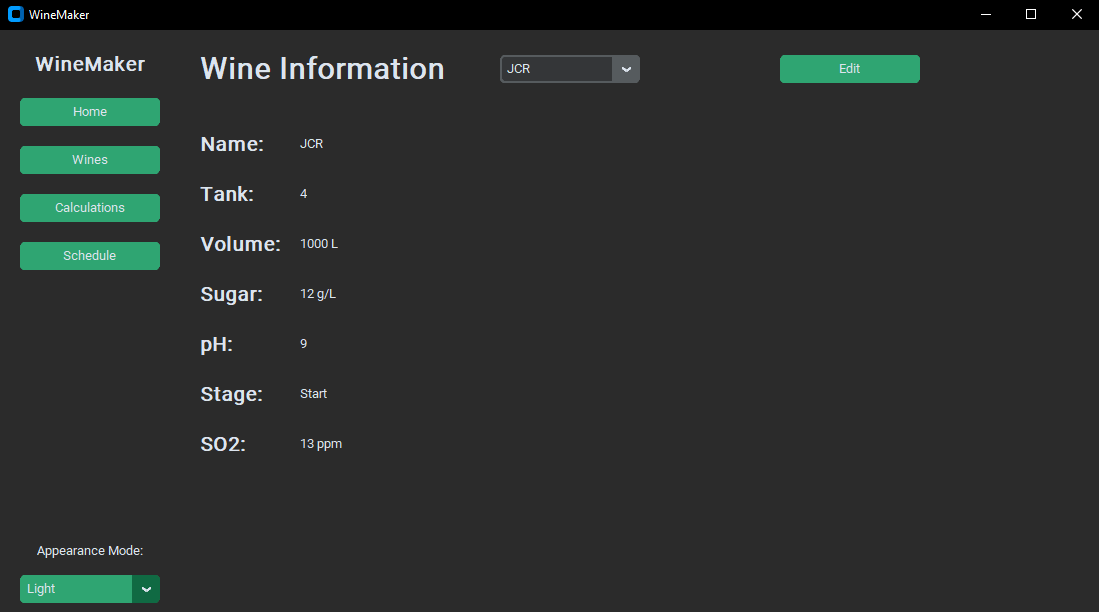 WineMaker
WineMaker
Home
Wines
Calculations
Schedule
Appearance Mode:
Light
Wine Information
JCR
Edit
Name: JCR
Tank: 4
Volume: 1000 L
Sugar: 12 g/L
pH: 9
Stage: Start
SO2: 13 ppm